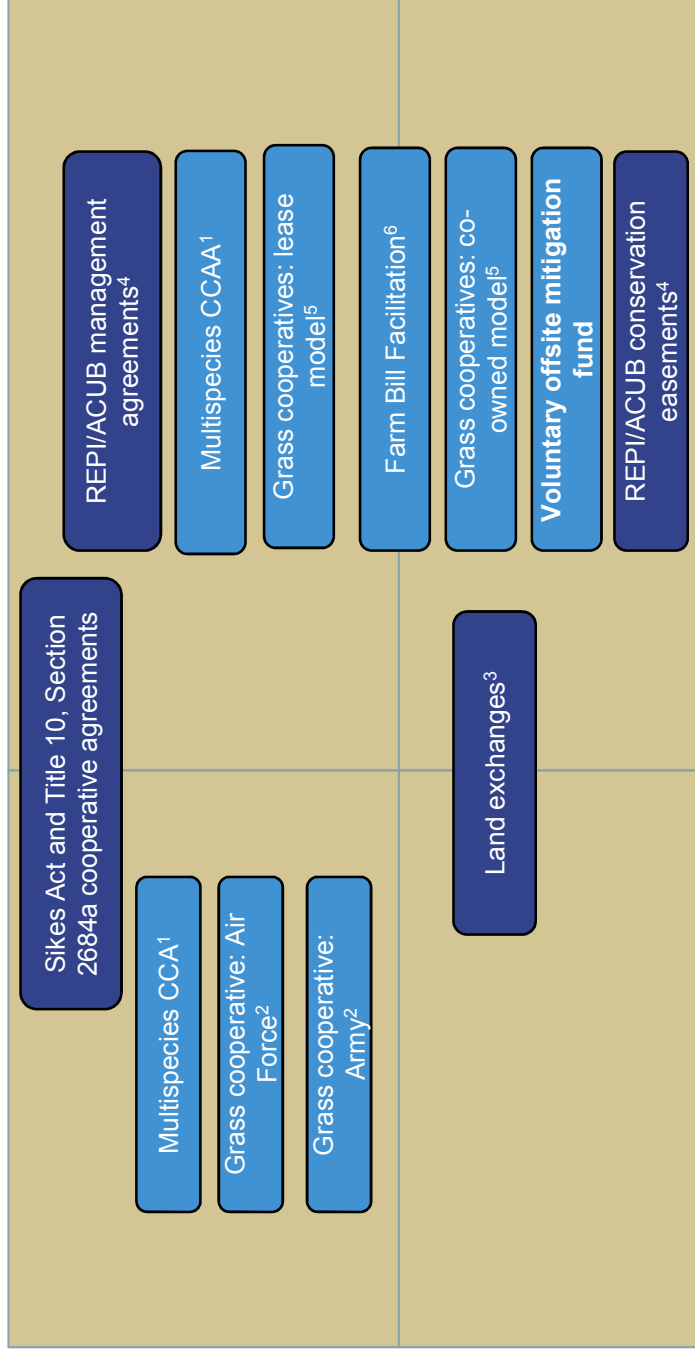 Sikes Act and Title 10, Section
2684a cooperative agreements
Multispecies CCA¹
Grass cooperative: Air
Force²
Grass cooperative:
Army²
Land exchanges³
REPI/ACUB management
agreements⁴
Multispecies CCAA¹
Grass cooperatives: lease
model⁵
Farm Bill Facilitation⁶
Grass cooperatives: co-
owned model⁵
Voluntary offsite mitigation
fund
REPI/ACUB conservation
easements⁴